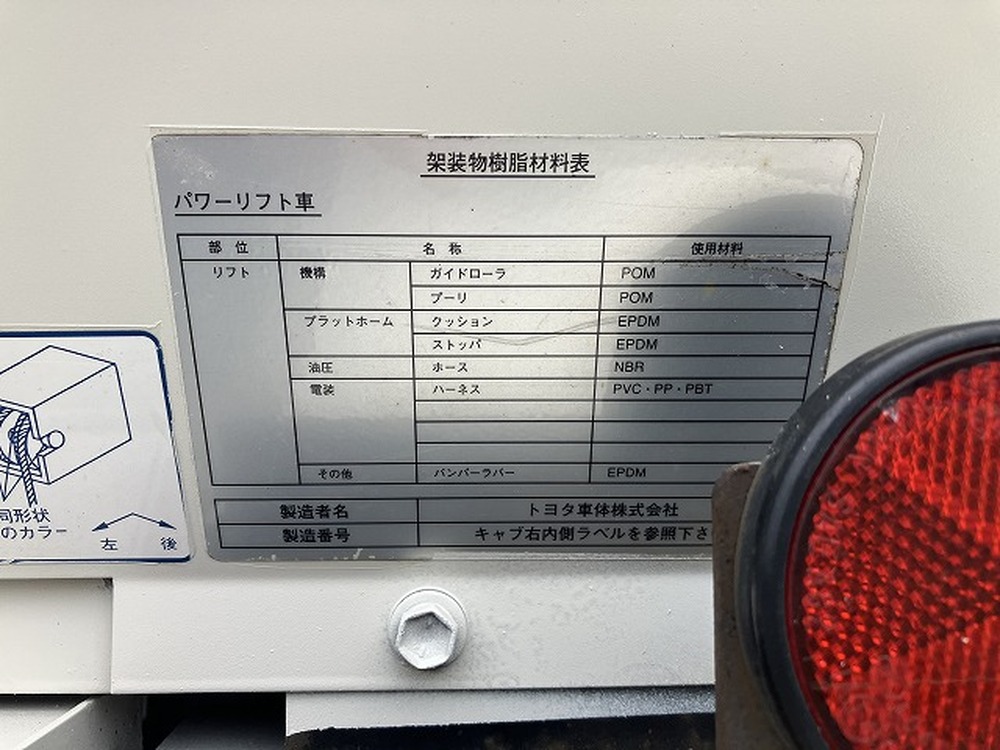 架装物樹脂材料表
パワーリフト車
部 位 名 称 使用材料
リフト 機構 ガイドローラ POM
プーリ POM
プラットホーム クッション EPDM
ストッパ EPDM
油圧 ホース NBR
電装 ハーネス PVC・PP・PBT
その他 バンパーラバー EPDM
製造者名 トヨタ車体株式会社
製造番号 キャブ右内側ラベルを参照下さ
同形状
のカラー
左 後